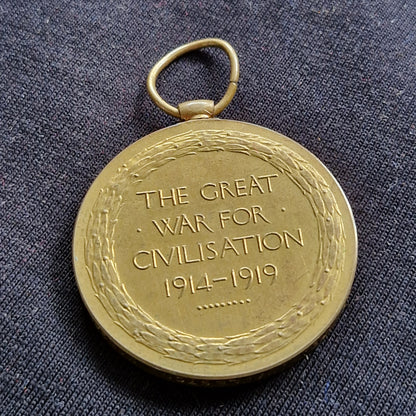 THE GREAT
· WAR FOR ·
CIVILISATION
1914-1919